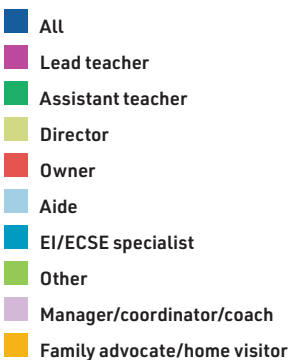 All
Lead teacher
Assistant teacher
Director
Owner
Aide
EI/ECSE specialist
Other
Manager/coordinator/coach
Family advocate/home visitor